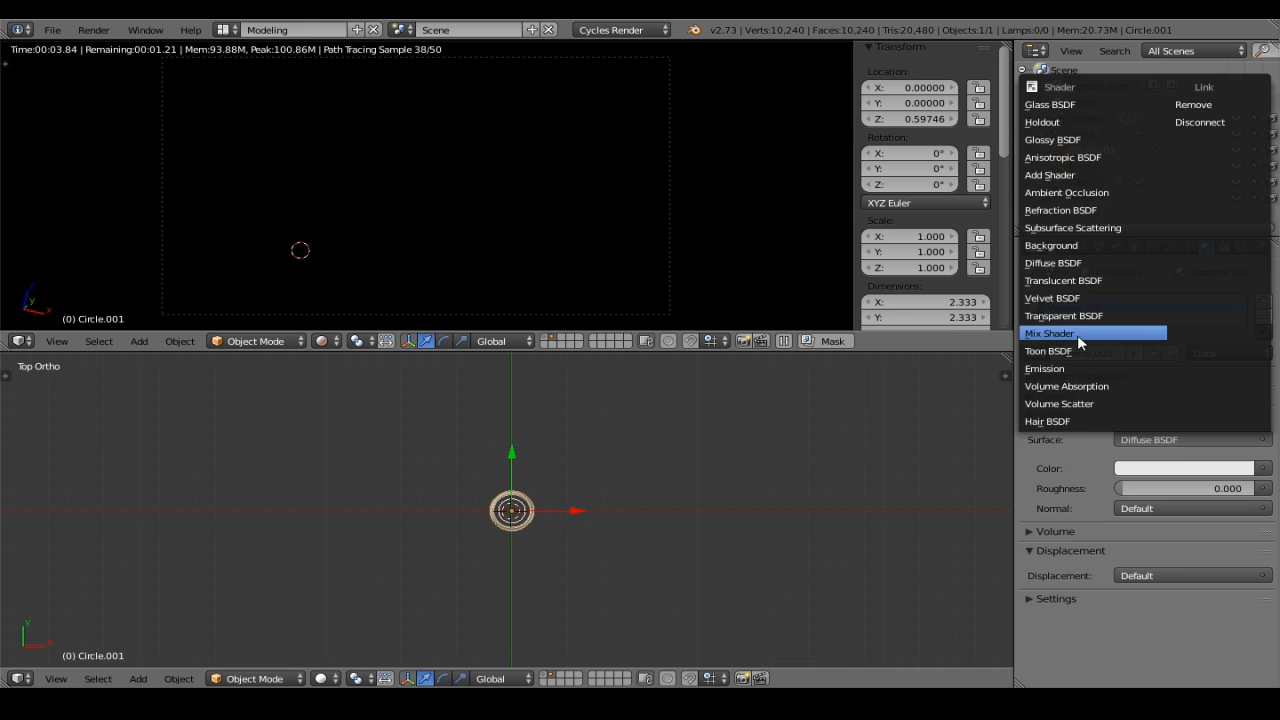 File Render Window Help Modeling Scene Cycles Render v2.73 | Verts:10,240 | Faces:10,240 | Tris:20,480 | Objects:1/1 | Lamps:0/0 | Mem:20.73M | Circle.001
Time:00:03.84 | Remaining:00:01.21 | Mem:93.88M, Peak:100.86M | Path Tracing Sample 38/50
Transform
Location:
X: 0.00000
Y: 0.00000
Z: 0.59746
Rotation:
X: 0°
Y: 0°
Z: 0°
XYZ Euler
Scale:
X: 1.000
Y: 1.000
Z: 1.000
Dimensions:
X: 2.333
Y: 2.333
z
y
x
(0) Circle.001
View Select Add Object Object Mode Global Mask
Top Ortho
y
x
(0) Circle.001
View Select Add Object Object Mode Global
View Search All Scenes
Scene
Shader Link
Glass BSDF Remove
Holdout Disconnect
Glossy BSDF
Anisotropic BSDF
Add Shader
Ambient Occlusion
Refraction BSDF
Subsurface Scattering
Background
Diffuse BSDF
Translucent BSDF
Velvet BSDF
Transparent BSDF
Mix Shader
Toon BSDF
Emission
Volume Absorption
Volume Scatter
Hair BSDF
Surface: Diffuse BSDF
Color:
Roughness: 0.000
Normal: Default
Volume
Displacement
Displacement: Default
Settings